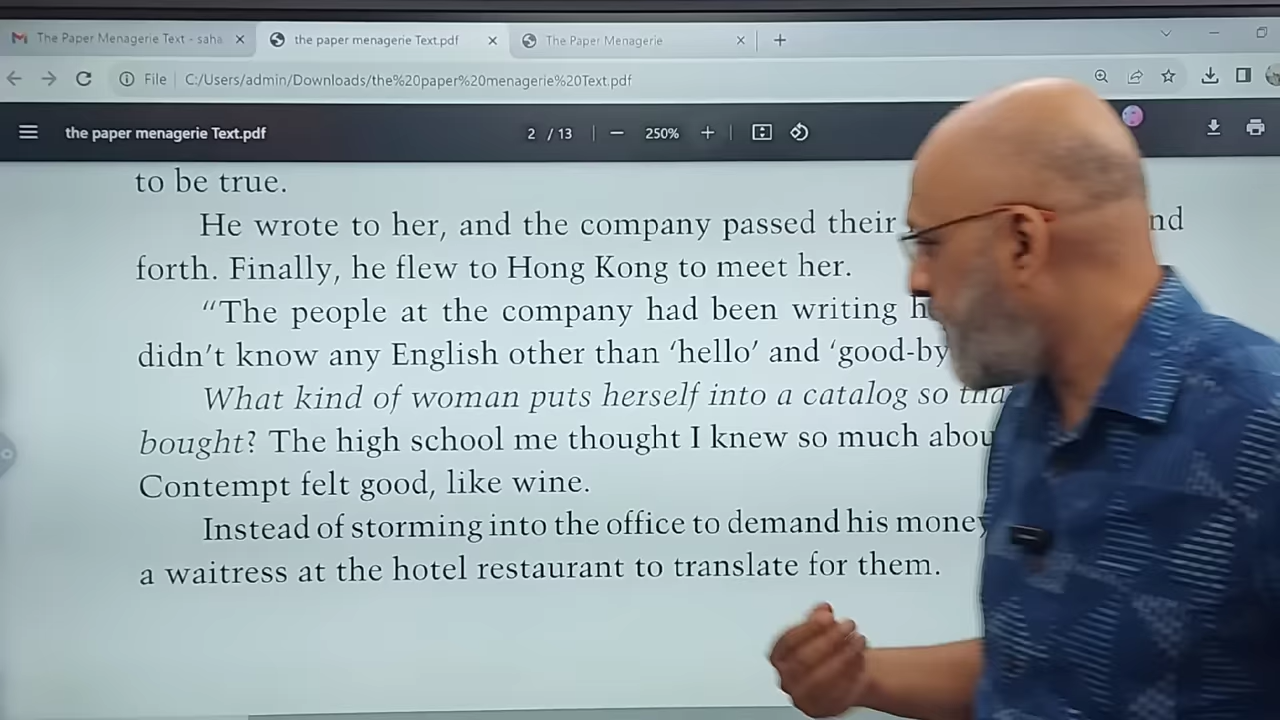 The Paper Menagerie Text - saha
the paper menagerie Text.pdf
The Paper Menagerie
File
C:/Users/admin/Downloads/the%20paper%20menagerie%20Text.pdf
the paper menagerie Text.pdf
2 / 13
250%
to be true.
He wrote to her, and the company passed their
forth. Finally, he flew to Hong Kong to meet her.
"The people at the company had been writing
didn't know any English other than 'hello' and 'good-by
What kind of woman puts herself into a catalog so
bought? The high school me thought I knew so much
Contempt felt good, like wine.
Instead of storming into the office to demand his money
a waitress at the hotel restaurant to translate for them.